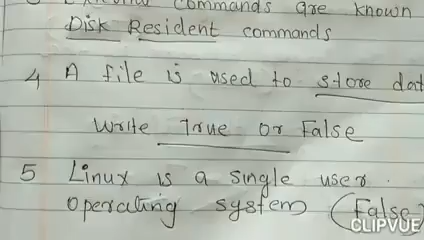 External commands are known
Disk Resident commands
4 A file is used to store dat
Write True or False
5 Linux is a single user.
operating system (False)
CLIPVUE